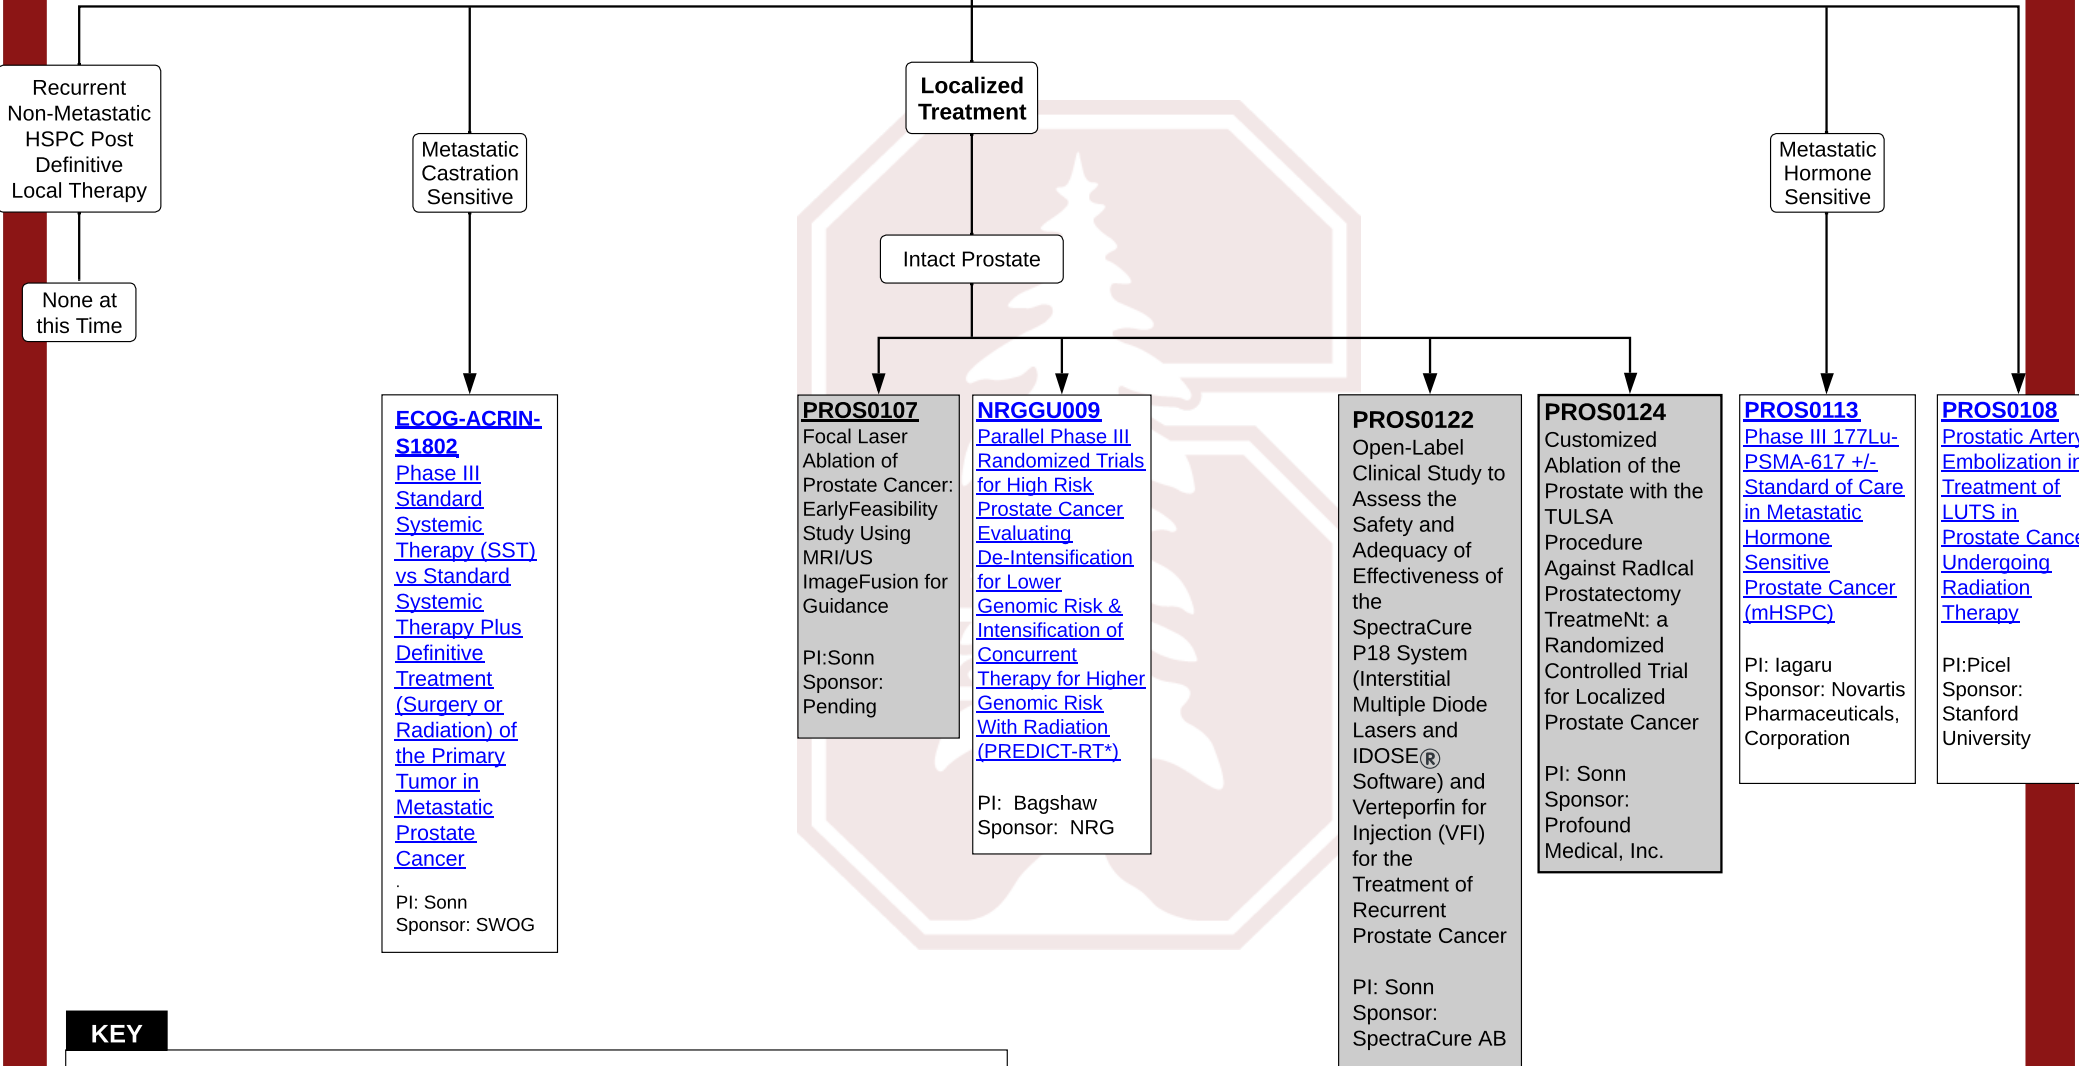 Recurrent
Non-Metastatic
HSPC Post
Definitive
Local Therapy
None at
this Time
Metastatic
Castration
Sensitive
ECOG-ACRIN-
S1802
Phase III
Standard
Systemic
Therapy (SST)
vs Standard
Systemic
Therapy Plus
Definitive
Treatment
(Surgery or
Radiation) of
the Primary
Tumor in
Metastatic
Prostate
Cancer
.
PI: Sonn
Sponsor: SWOG
Localized
Treatment
Intact Prostate
PROS0107
Focal Laser
Ablation of
Prostate Cancer:
EarlyFeasibility
Study Using
MRI/US
ImageFusion for
Guidance
PI:Sonn
Sponsor:
Pending
NRGGU009
Parallel Phase III
Randomized Trials
for High Risk
Prostate Cancer
Evaluating
De-Intensification
for Lower
Genomic Risk &
Intensification of
Concurrent
Therapy for Higher
Genomic Risk
With Radiation
(PREDICT-RT*)
PI:  Bagshaw
Sponsor:  NRG
PROS0122
Open-Label
Clinical Study to
Assess the
Safety and
Adequacy of
Effectiveness of
the
SpectraCure
P18 System
(Interstitial
Multiple Diode
Lasers and
IDOSE®
Software) and
Verteporfin for
Injection (VFI)
for the
Treatment of
Recurrent
Prostate Cancer
PI: Sonn
Sponsor:
SpectraCure AB
PROS0124
Customized
Ablation of the
Prostate with the
TULSA
Procedure
Against RadIcal
Prostatectomy
TreatmeNt: a
Randomized
Controlled Trial
for Localized
Prostate Cancer
PI: Sonn
Sponsor:
Profound
Medical, Inc.
Metastatic
Hormone
Sensitive
PROS0113
Phase III 177Lu-
PSMA-617 +/-
Standard of Care
in Metastatic
Hormone
Sensitive
Prostate Cancer
(mHSPC)
PI: Iagaru
Sponsor: Novartis
Pharmaceuticals,
Corporation
PROS0108
Prostatic Artery
Embolization in
Treatment of
LUTS in
Prostate Cance
Undergoing
Radiation
Therapy
PI:Picel
Sponsor:
Stanford
University
KEY